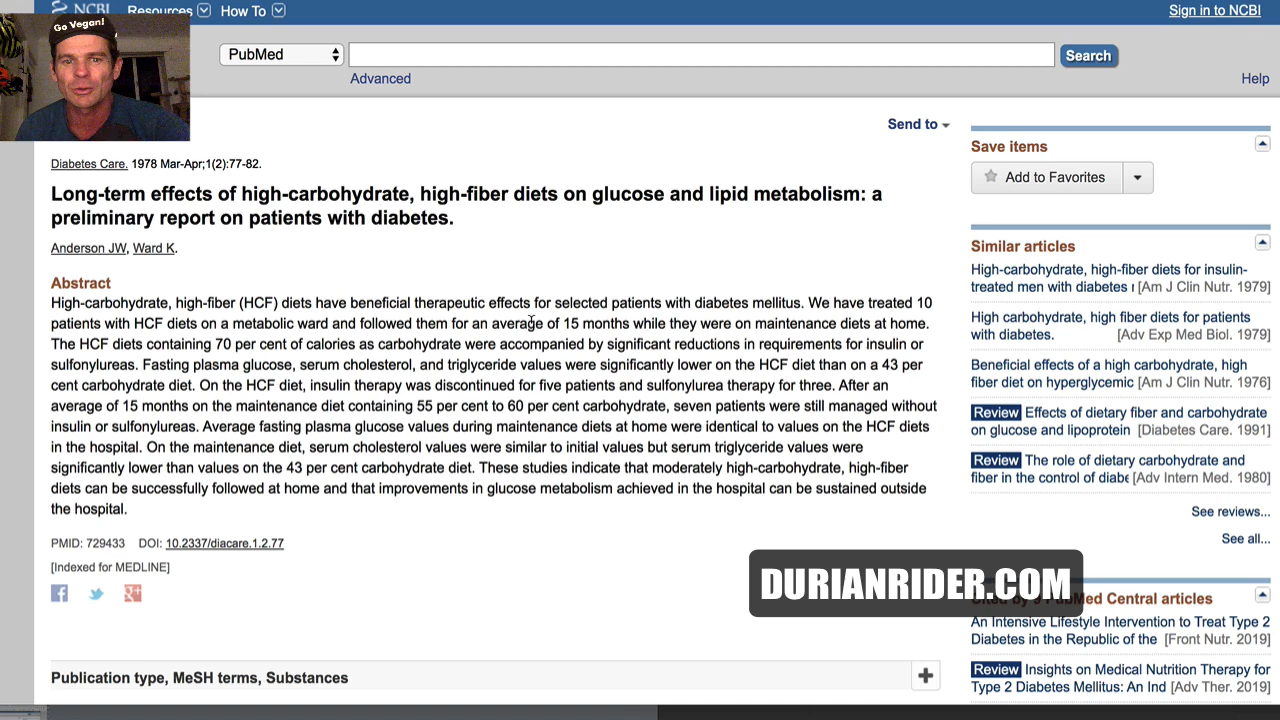 NCBI Resources How To Sign in to NCBI
Go Vegan!
PubMed Search
Advanced Help
Send to
Diabetes Care. 1978 Mar-Apr;1(2):77-82.
Long-term effects of high-carbohydrate, high-fiber diets on glucose and lipid metabolism: a
preliminary report on patients with diabetes.
Anderson JW, Ward K.
Abstract
High-carbohydrate, high-fiber (HCF) diets have beneficial therapeutic effects for selected patients with diabetes mellitus. We have treated 10
patients with HCF diets on a metabolic ward and followed them for an average of 15 months while they were on maintenance diets at home.
The HCF diets containing 70 per cent of calories as carbohydrate were accompanied by significant reductions in requirements for insulin or
sulfonylureas. Fasting plasma glucose, serum cholesterol, and triglyceride values were significantly lower on the HCF diet than on a 43 per
cent carbohydrate diet. On the HCF diet, insulin therapy was discontinued for five patients and sulfonylurea therapy for three. After an
average of 15 months on the maintenance diet containing 55 per cent to 60 per cent carbohydrate, seven patients were still managed without
insulin or sulfonylureas. Average fasting plasma glucose values during maintenance diets at home were identical to values on the HCF diets
in the hospital. On the maintenance diet, serum cholesterol values were similar to initial values but serum triglyceride values were
significantly lower than values on the 43 per cent carbohydrate diet. These studies indicate that moderately high-carbohydrate, high-fiber
diets can be successfully followed at home and that improvements in glucose metabolism achieved in the hospital can be sustained outside
the hospital.
PMID: 729433 DOI: 10.2337/diacare.1.2.77
[Indexed for MEDLINE]
Publication type, MeSH terms, Substances
Save items
Add to Favorites
Similar articles
High-carbohydrate, high-fiber diets for insulin-
treated men with diabetes [Am J Clin Nutr. 1979]
High carbohydrate, high fiber diets for patients
with diabetes. [Adv Exp Med Biol. 1979]
Beneficial effects of a high carbohydrate, high
fiber diet on hyperglycemic [Am J Clin Nutr. 1976]
Review Effects of dietary fiber and carbohydrate
on glucose and lipoprotein [Diabetes Care. 1991]
Review The role of dietary carbohydrate and
fiber in the control of diabe [Adv Intern Med. 1980]
See reviews...
See all...
DURIANRIDER.COM
Cited by 9 PubMed Central articles
An Intensive Lifestyle Intervention to Treat Type 2
Diabetes in the Republic of the [Front Nutr. 2019]
Review Insights on Medical Nutrition Therapy for
Type 2 Diabetes Mellitus: An Ind [Adv Ther. 2019]